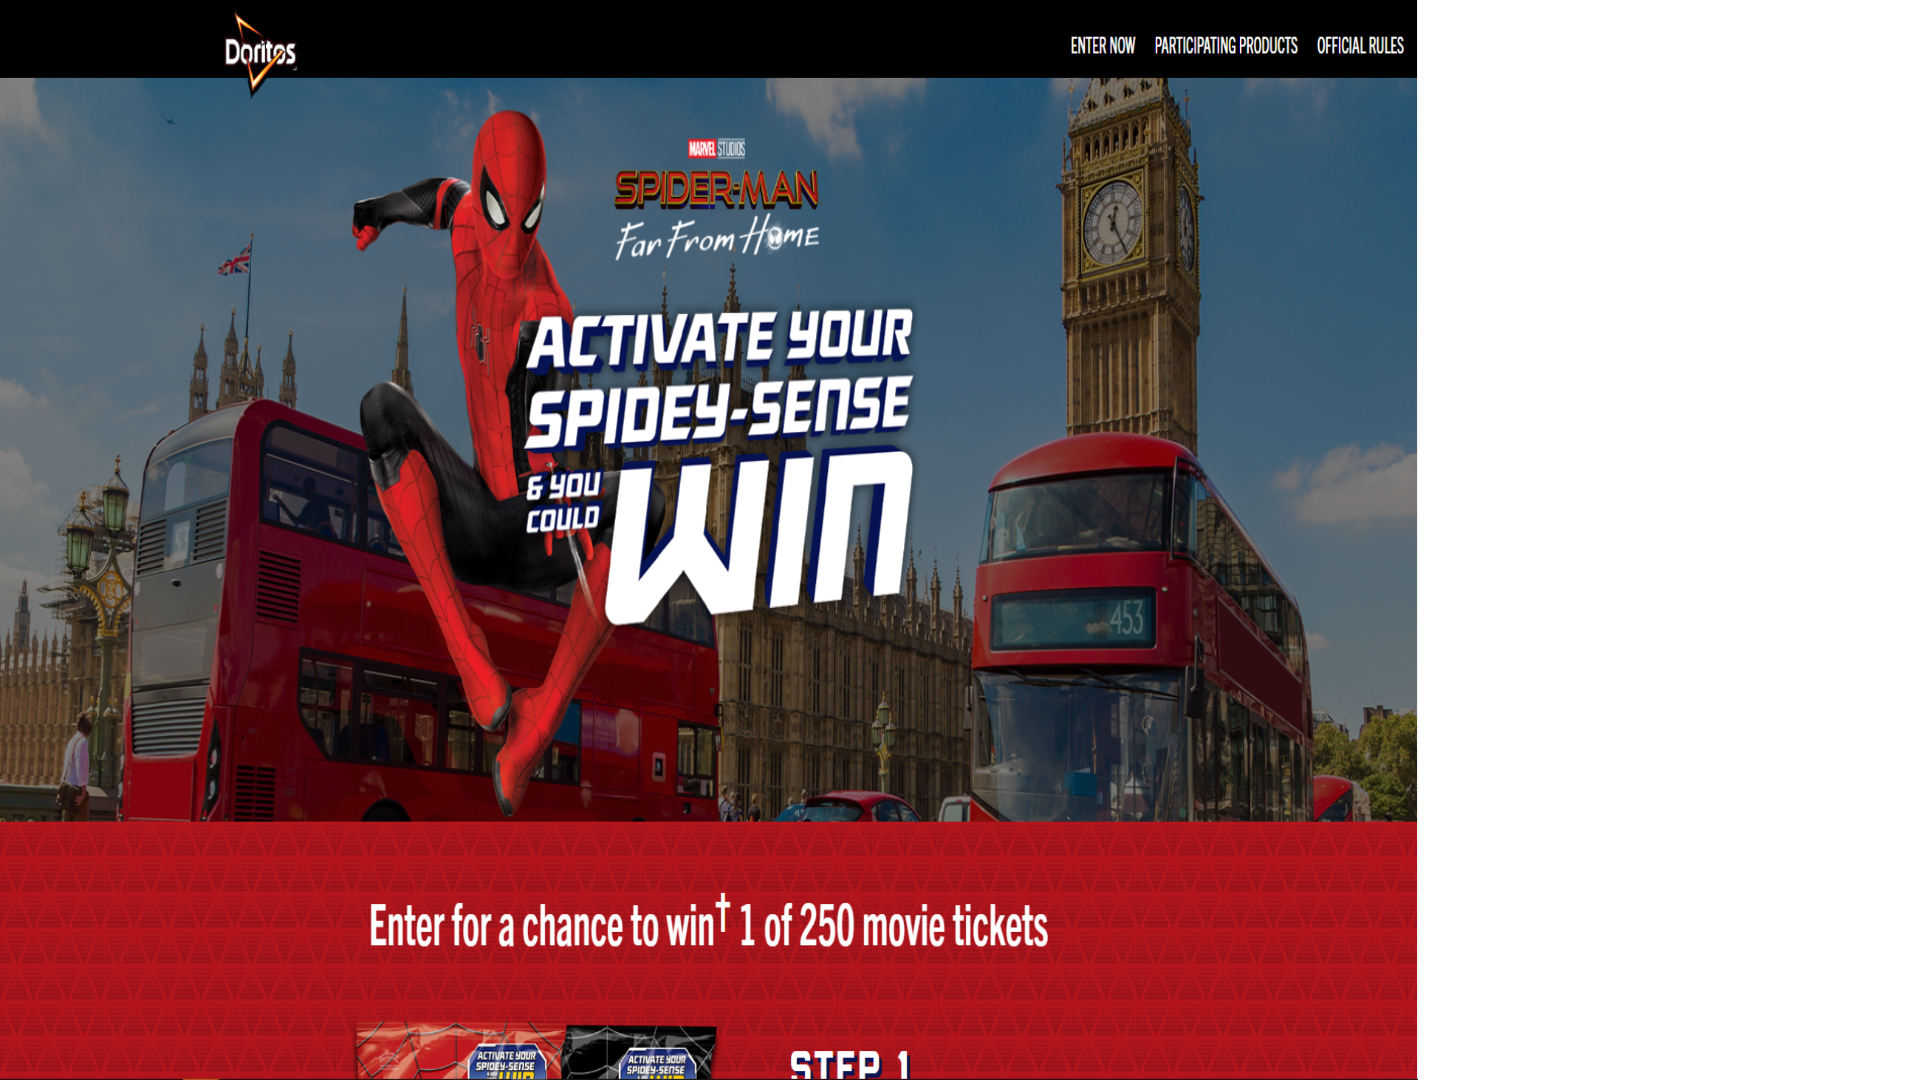 Doritos
ENTER NOW PARTICIPATING PRODUCTS OFFICIAL RULES
MARVEL STUDIOS
SPIDER-MAN
Far From Home
ACTIVATE YOUR
SPIDEY-SENSE
& YOU
COULD
WIN
453
Enter for a chance to win† 1 of 250 movie tickets
ACTIVATE YOUR
SPIDEY-SENSE
WIN
ACTIVATE YOUR
SPIDEY-SENSE
WIN
STEP 1